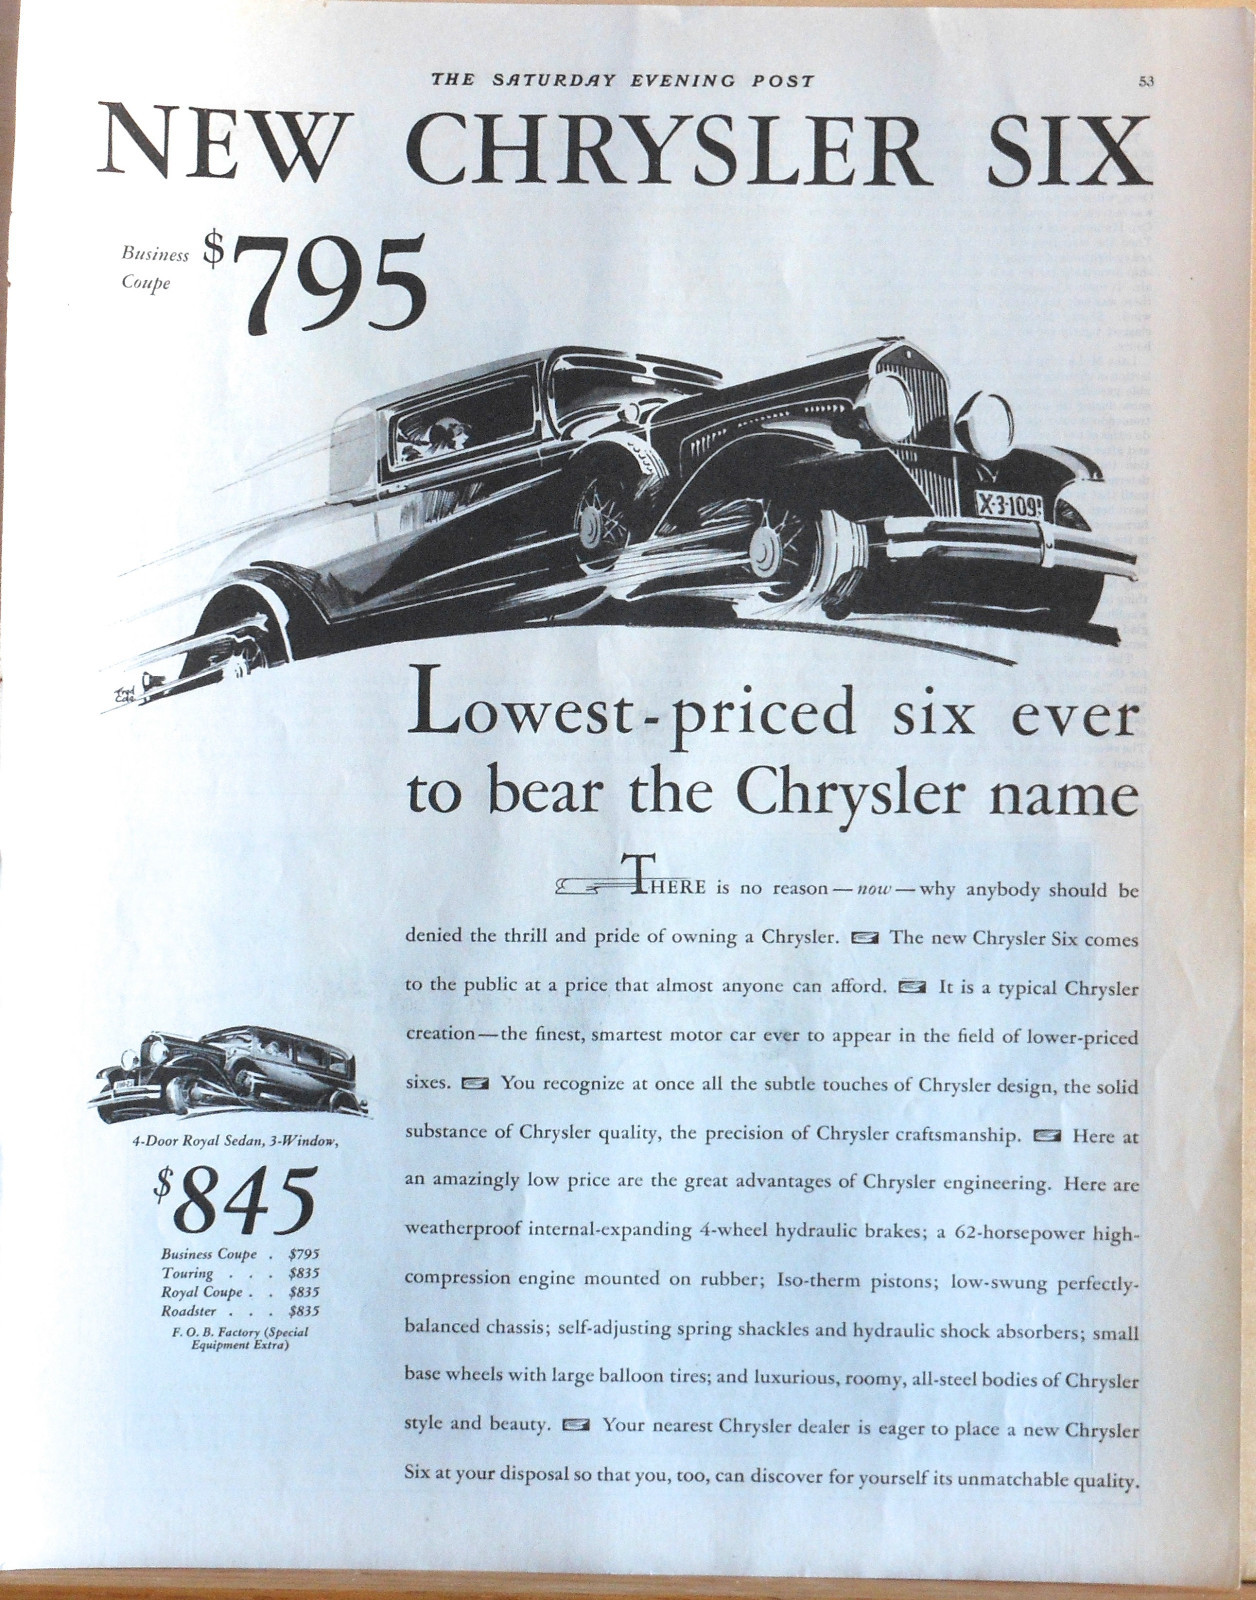 THE SATURDAY EVENING POST
53
NEW CHRYSLER SIX
Business
Coupe
$795
X-3-109
Fred
Cole
Lowest-priced six ever
to bear the Chrysler name
THERE is no reason—now—why anybody should be
denied the thrill and pride of owning a Chrysler. The new Chrysler Six comes
to the public at a price that almost anyone can afford. It is a typical Chrysler
creation—the finest, smartest motor car ever to appear in the field of lower-priced
sixes. You recognize at once all the subtle touches of Chrysler design, the solid
substance of Chrysler quality, the precision of Chrysler craftsmanship. Here at
an amazingly low price are the great advantages of Chrysler engineering. Here are
weatherproof internal-expanding 4-wheel hydraulic brakes; a 62-horsepower high-
compression engine mounted on rubber; Iso-therm pistons; low-swung perfectly-
balanced chassis; self-adjusting spring shackles and hydraulic shock absorbers; small
base wheels with large balloon tires; and luxurious, roomy, all-steel bodies of Chrysler
style and beauty. Your nearest Chrysler dealer is eager to place a new Chrysler
Six at your disposal so that you, too, can discover for yourself its unmatchable quality.
4-Door Royal Sedan, 3-Window,
$845
Business Coupe . $795
Touring . . . $835
Royal Coupe . . $835
Roadster . . . $835
F. O. B. Factory (Special
Equipment Extra)